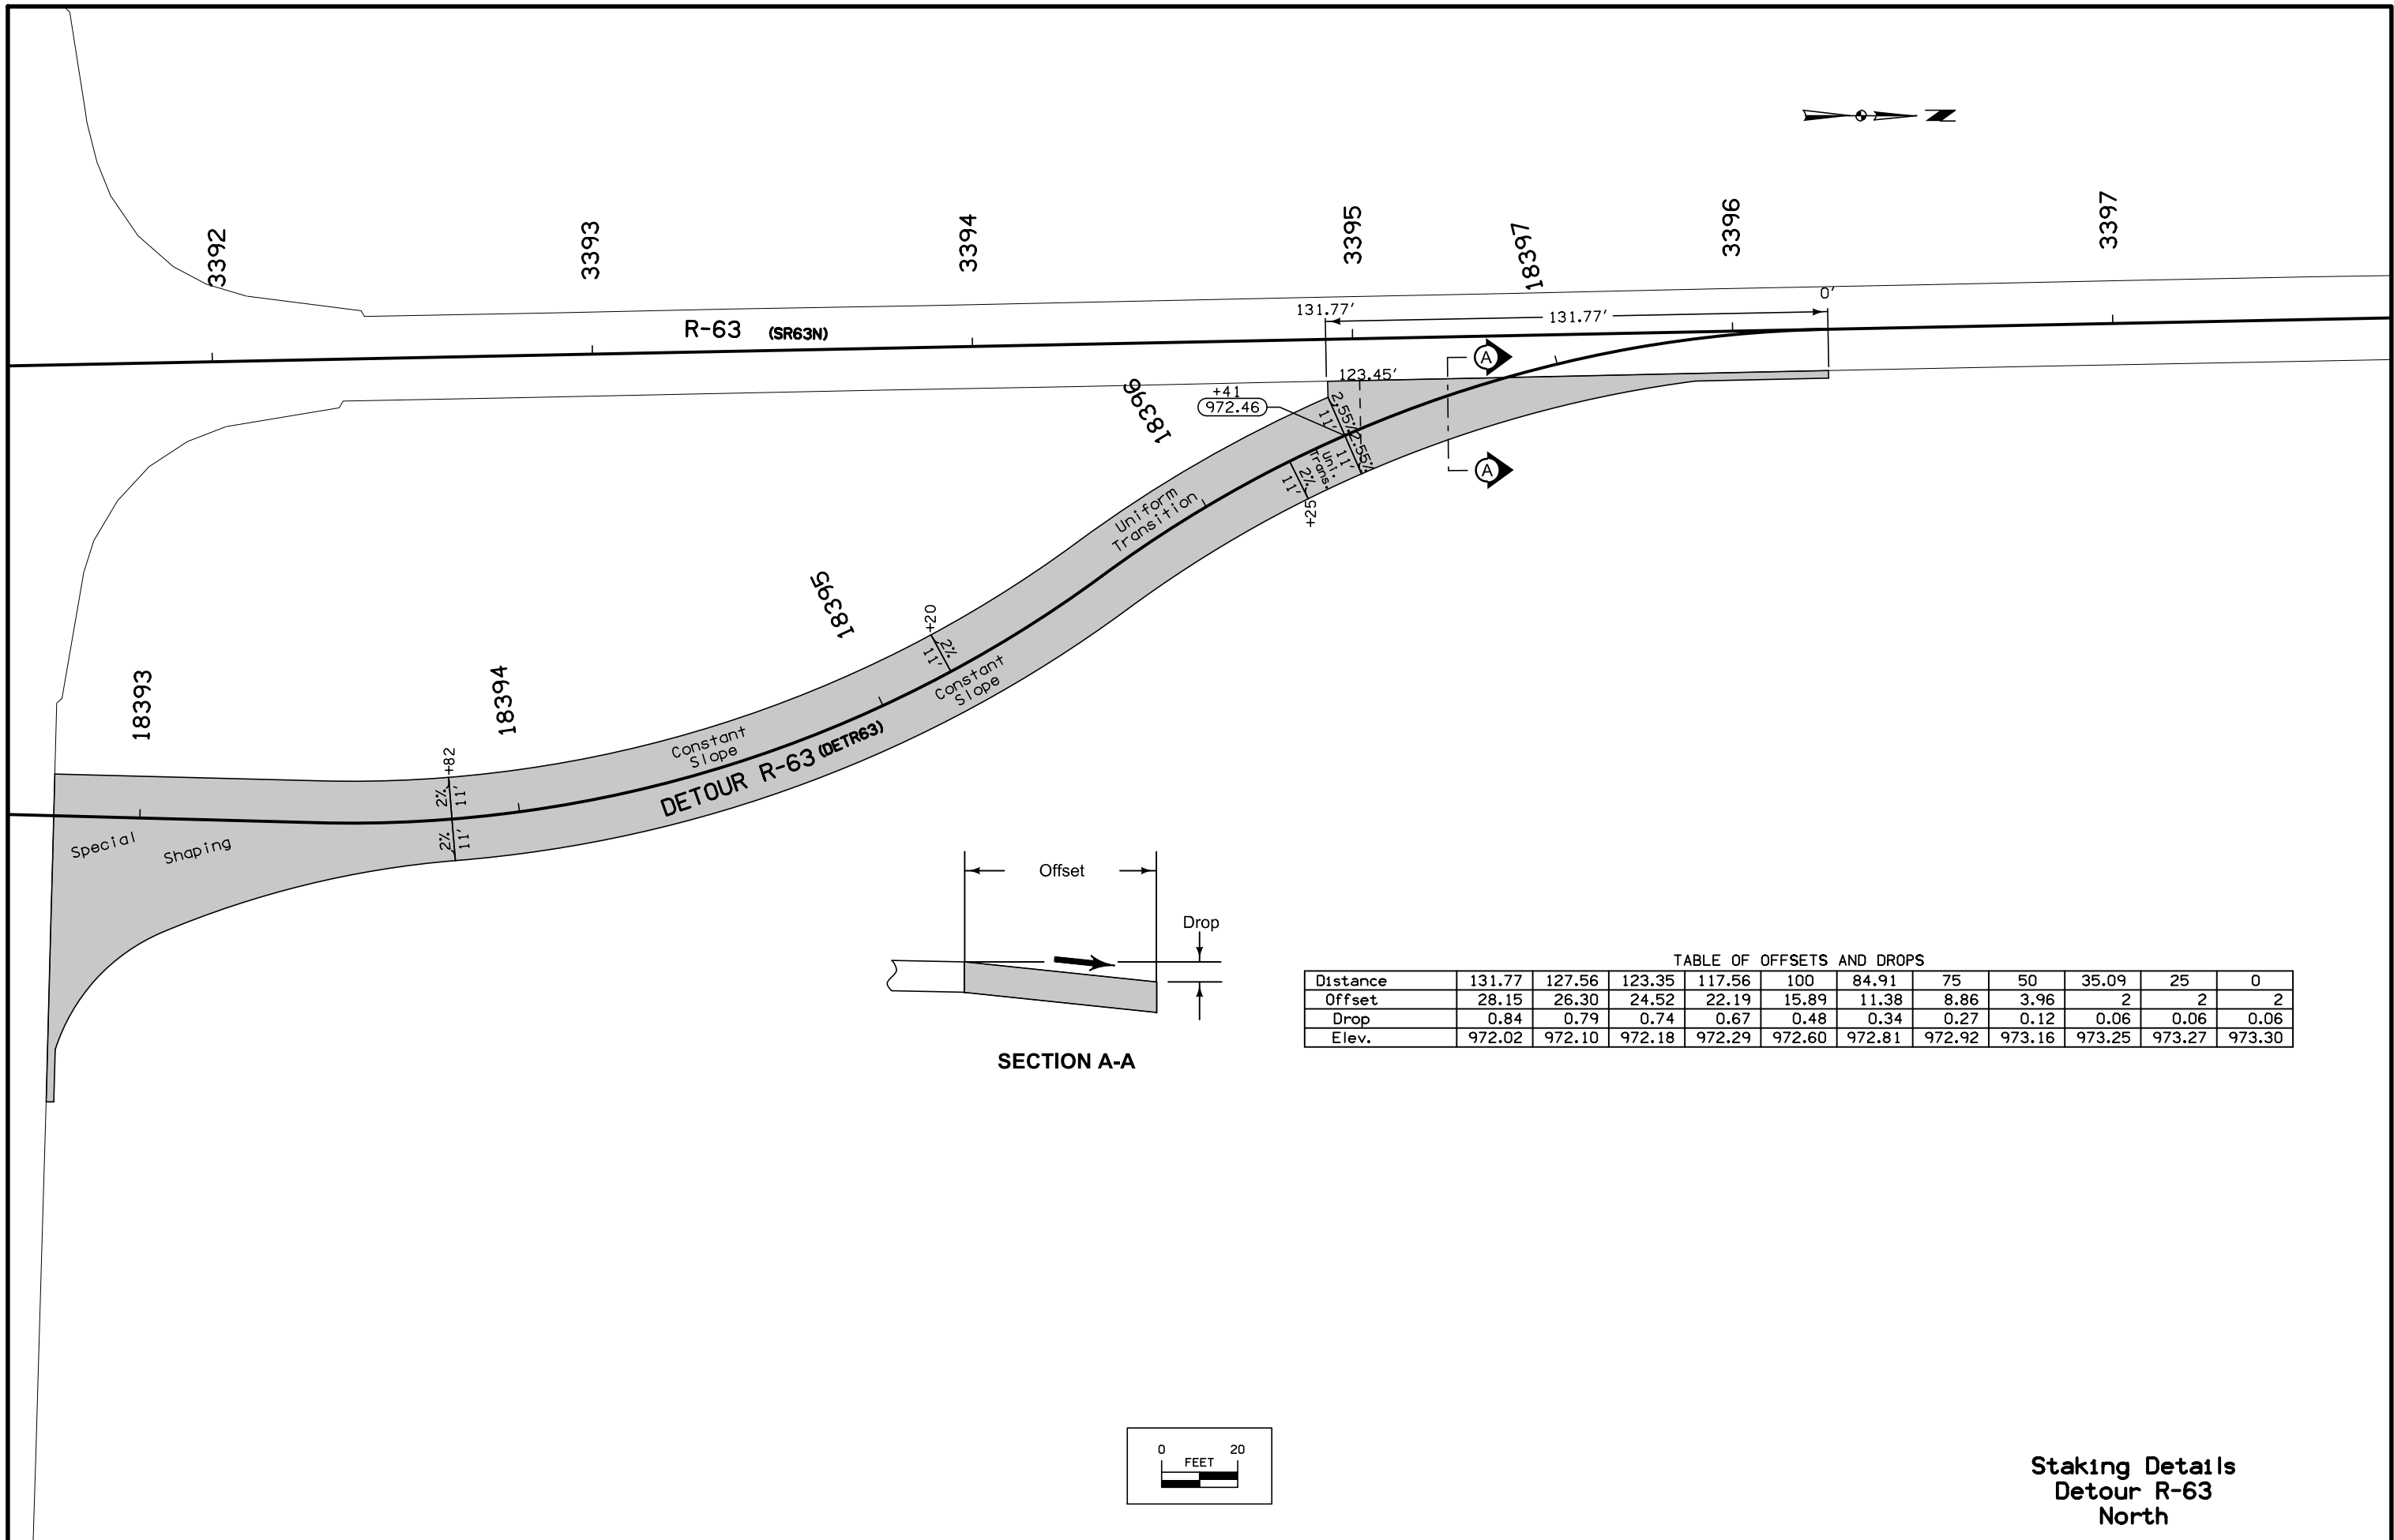 3392
3393
3394
3395
18397
3396
3397
R-63 (SR63N)
131.77'
131.77'
0'
A
A
123.45'
+41
972.46
18396
2.55%
11'
2.55%
11'
Uni.
Trans.
2%
11'
+25
Uniform
Transition
18395
+20
2%
11'
Constant
Slope
18393
18394
+82
2%
11'
2%
11'
Constant
Slope
DETOUR R-63 (DETR63)
Special Shaping
Offset
Drop
SECTION A-A
TABLE OF OFFSETS AND DROPS
Distance 131.77 127.56 123.35 117.56 100 84.91 75 50 35.09 25 0
Offset 28.15 26.30 24.52 22.19 15.89 11.38 8.86 3.96 2 2 2
Drop 0.84 0.79 0.74 0.67 0.48 0.34 0.27 0.12 0.06 0.06 0.06
Elev. 972.02 972.10 972.18 972.29 972.60 972.81 972.92 973.16 973.25 973.27 973.30
0 20
FEET
Staking Details
Detour R-63
North